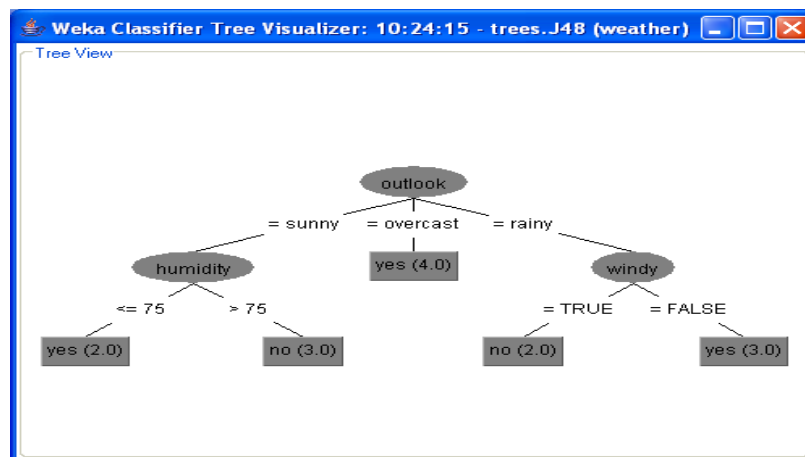 Weka Classifier Tree Visualizer: 10:24:15 - trees.J48 (weather)
Tree View
outlook
= sunny = overcast = rainy
humidity yes (4.0) windy
<= 75 > 75 = TRUE = FALSE
yes (2.0) no (3.0) no (2.0) yes (3.0)